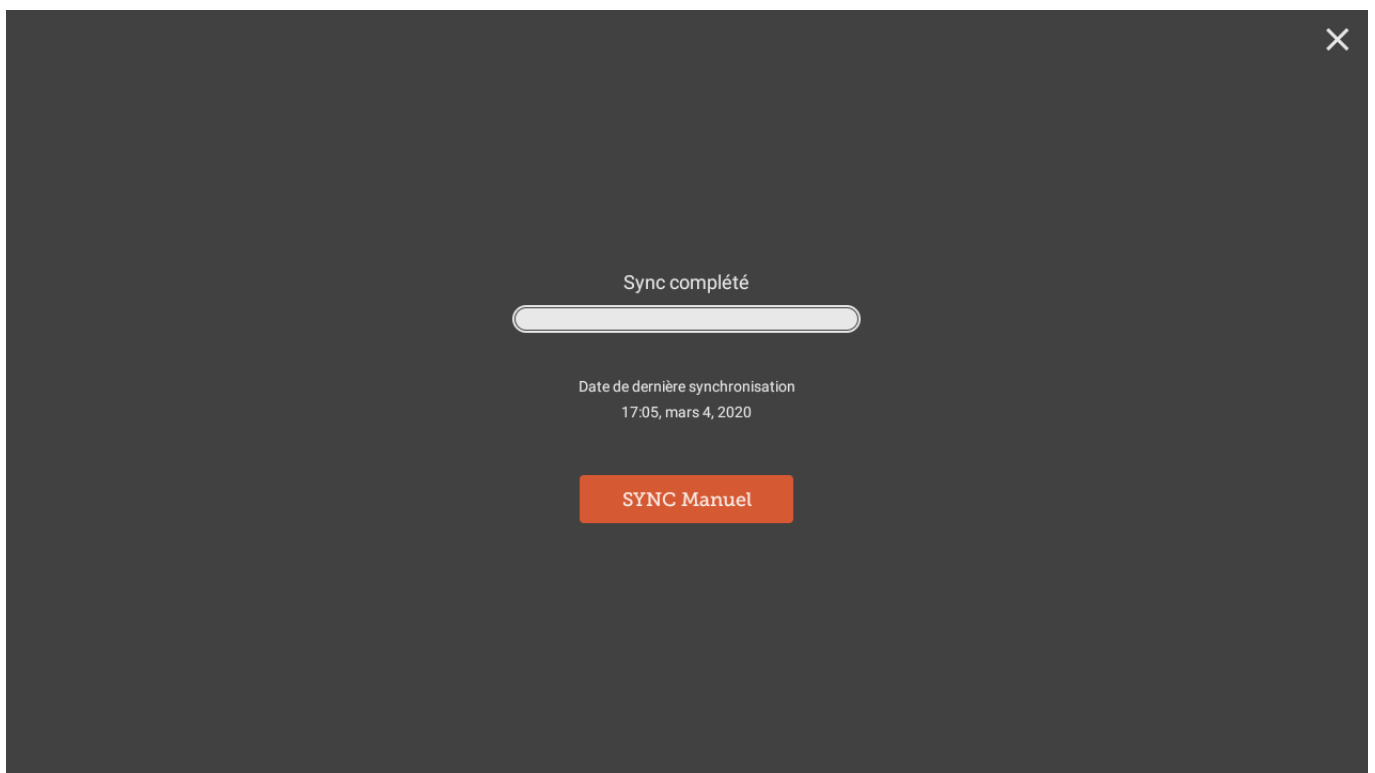 Sync complété
Date de dernière synchronisation
17:05, mars 4, 2020
SYNC Manuel